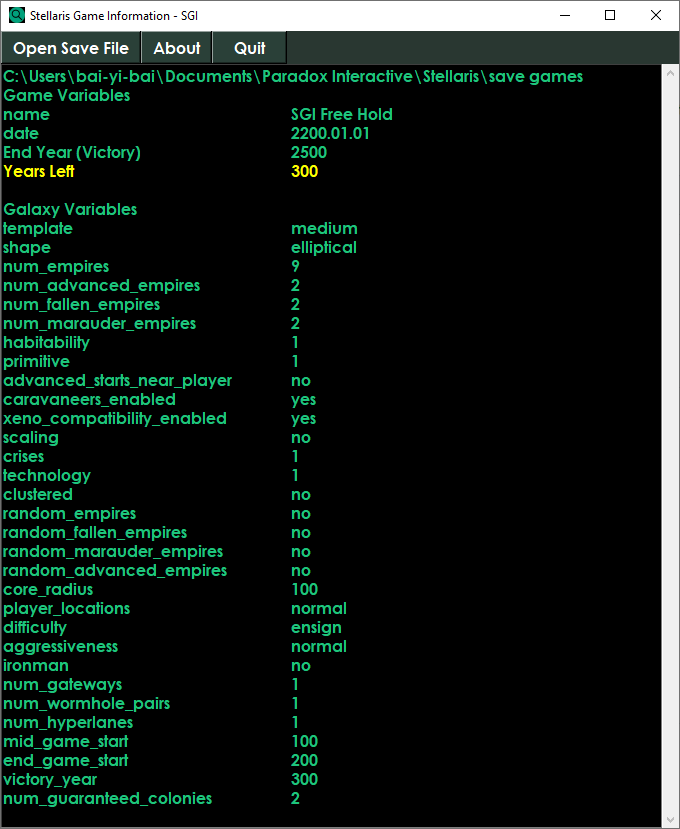 Stellaris Game Information - SGI
Open Save File About Quit
C:\Users\bai-yi-bai\Documents\Paradox Interactive\Stellaris\save games
Game Variables
name SGI Free Hold
date 2200.01.01
End Year (Victory) 2500
Years Left 300
Galaxy Variables
template medium
shape elliptical
num_empires 9
num_advanced_empires 2
num_fallen_empires 2
num_marauder_empires 2
habitability 1
primitive 1
advanced_starts_near_player no
caravaneers_enabled yes
xeno_compatibility_enabled yes
scaling no
crises 1
technology 1
clustered no
random_empires no
random_fallen_empires no
random_marauder_empires no
random_advanced_empires no
core_radius 100
player_locations normal
difficulty ensign
aggressiveness normal
ironman no
num_gateways 1
num_wormhole_pairs 1
num_hyperlanes 1
mid_game_start 100
end_game_start 200
victory_year 300
num_guaranteed_colonies 2